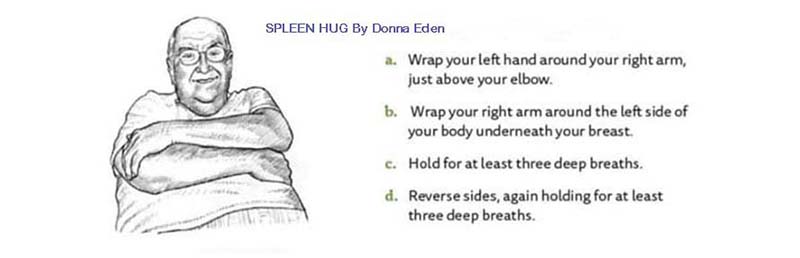 SPLEEN HUG By Donna Eden
a. Wrap your left hand around your right arm,
just above your elbow.
b. Wrap your right arm around the left side of
your body underneath your breast.
c. Hold for at least three deep breaths.
d. Reverse sides, again holding for at least
three deep breaths.